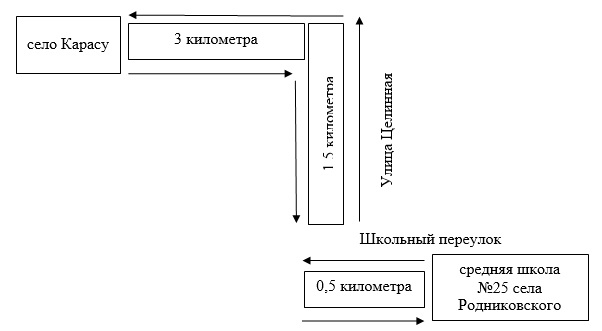 село Карасу
3 километра
1 5 километра
Улица Целинная
Школьный переулок
0,5 километра
средняя школа
№25 села
Родниковского